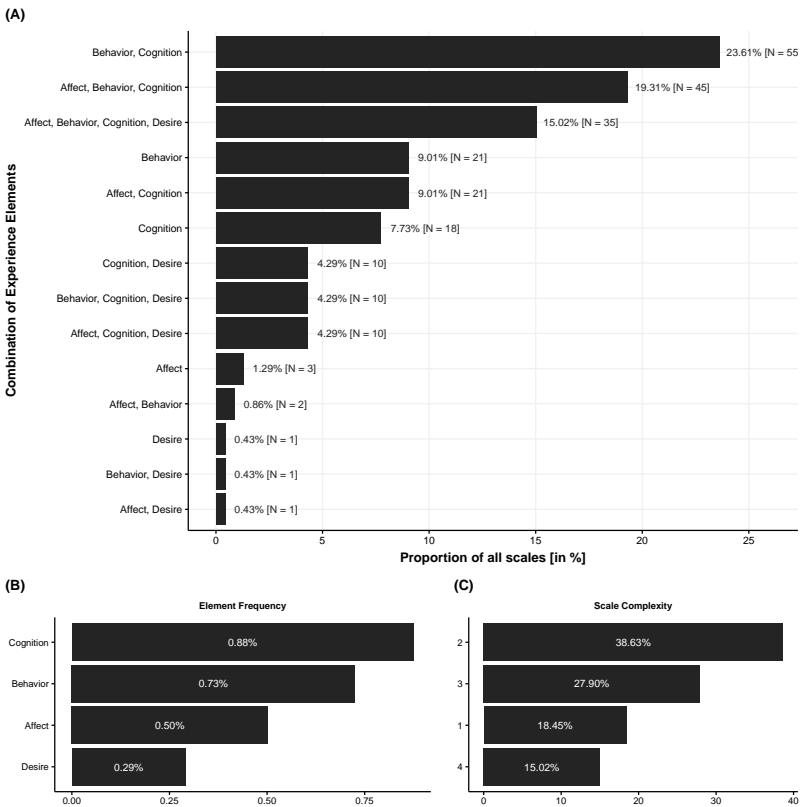 (A)
Behavior, Cognition 23.61% [N = 55
Affect, Behavior, Cognition 19.31% [N = 45]
Affect, Behavior, Cognition, Desire 15.02% [N = 35]
Behavior 9.01% [N = 21]
Affect, Cognition 9.01% [N = 21]
Cognition 7.73% [N = 18]
Cognition, Desire 4.29% [N = 10]
Behavior, Cognition, Desire 4.29% [N = 10]
Affect, Cognition, Desire 4.29% [N = 10]
Affect 1.29% [N = 3]
Affect, Behavior 0.86% [N = 2]
Desire 0.43% [N = 1]
Behavior, Desire 0.43% [N = 1]
Affect, Desire 0.43% [N = 1]
Combination of Experience Elements
0 5 10 15 20 25
Proportion of all scales [in %]
(B)
Element Frequency
Cognition 0.88%
Behavior 0.73%
Affect 0.50%
Desire 0.29%
0.00 0.25 0.50 0.75
(C)
Scale Complexity
2 38.63%
3 27.90%
1 18.45%
4 15.02%
0 10 20 30 40